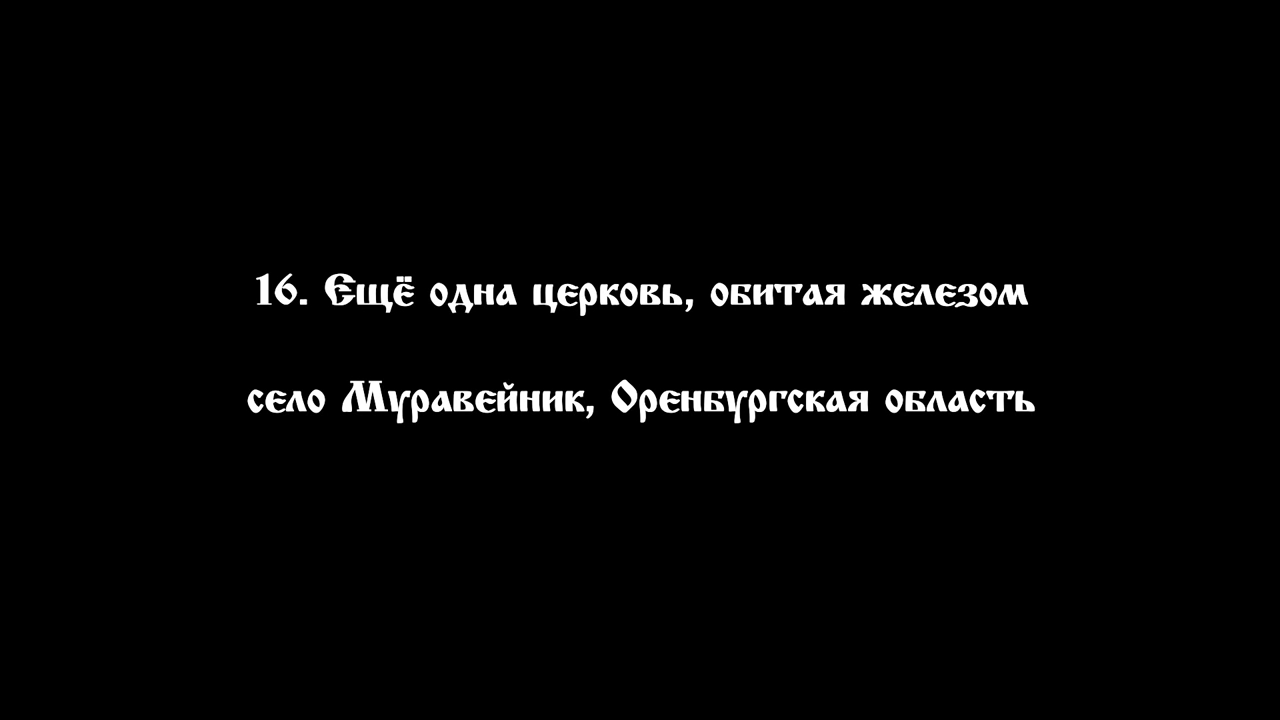 16. Ещё одна церковь, обитая железом
село Муравейник, Оренбургская область